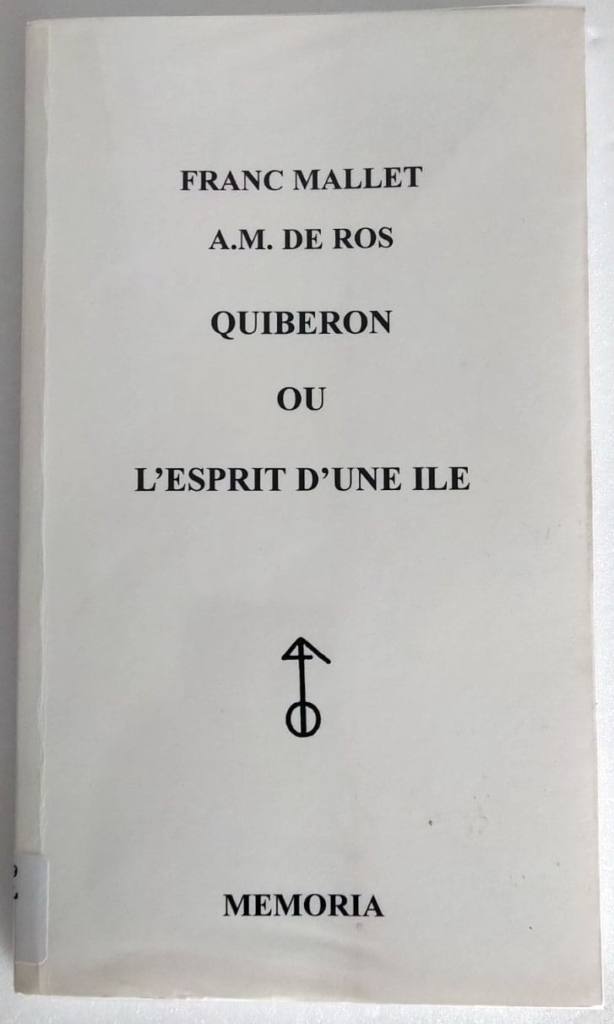 FRANC MALLET
A.M. DE ROS
QUIBERON
OU
L'ESPRIT D'UNE ILE
MEMORIA